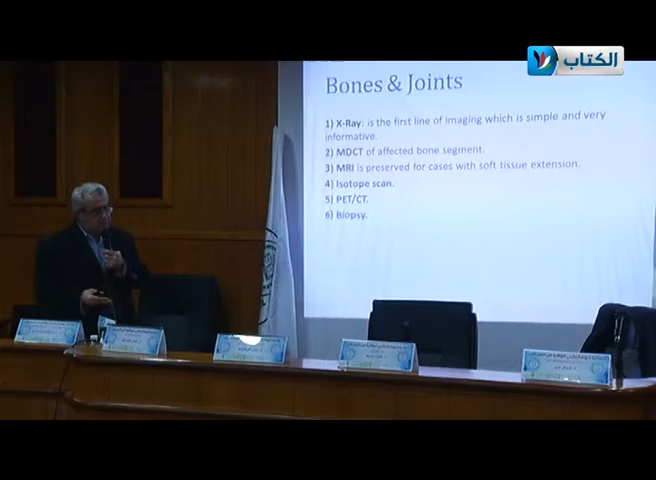 الكتاب
Bones & Joints
1) X-Ray: is the first line of imaging which is simple and very
informative.
2) MDCT of affected bone segment.
3) MRI is preserved for cases with soft tissue extension.
4) Isotope scan.
5) PET/CT.
6) Biopsy.